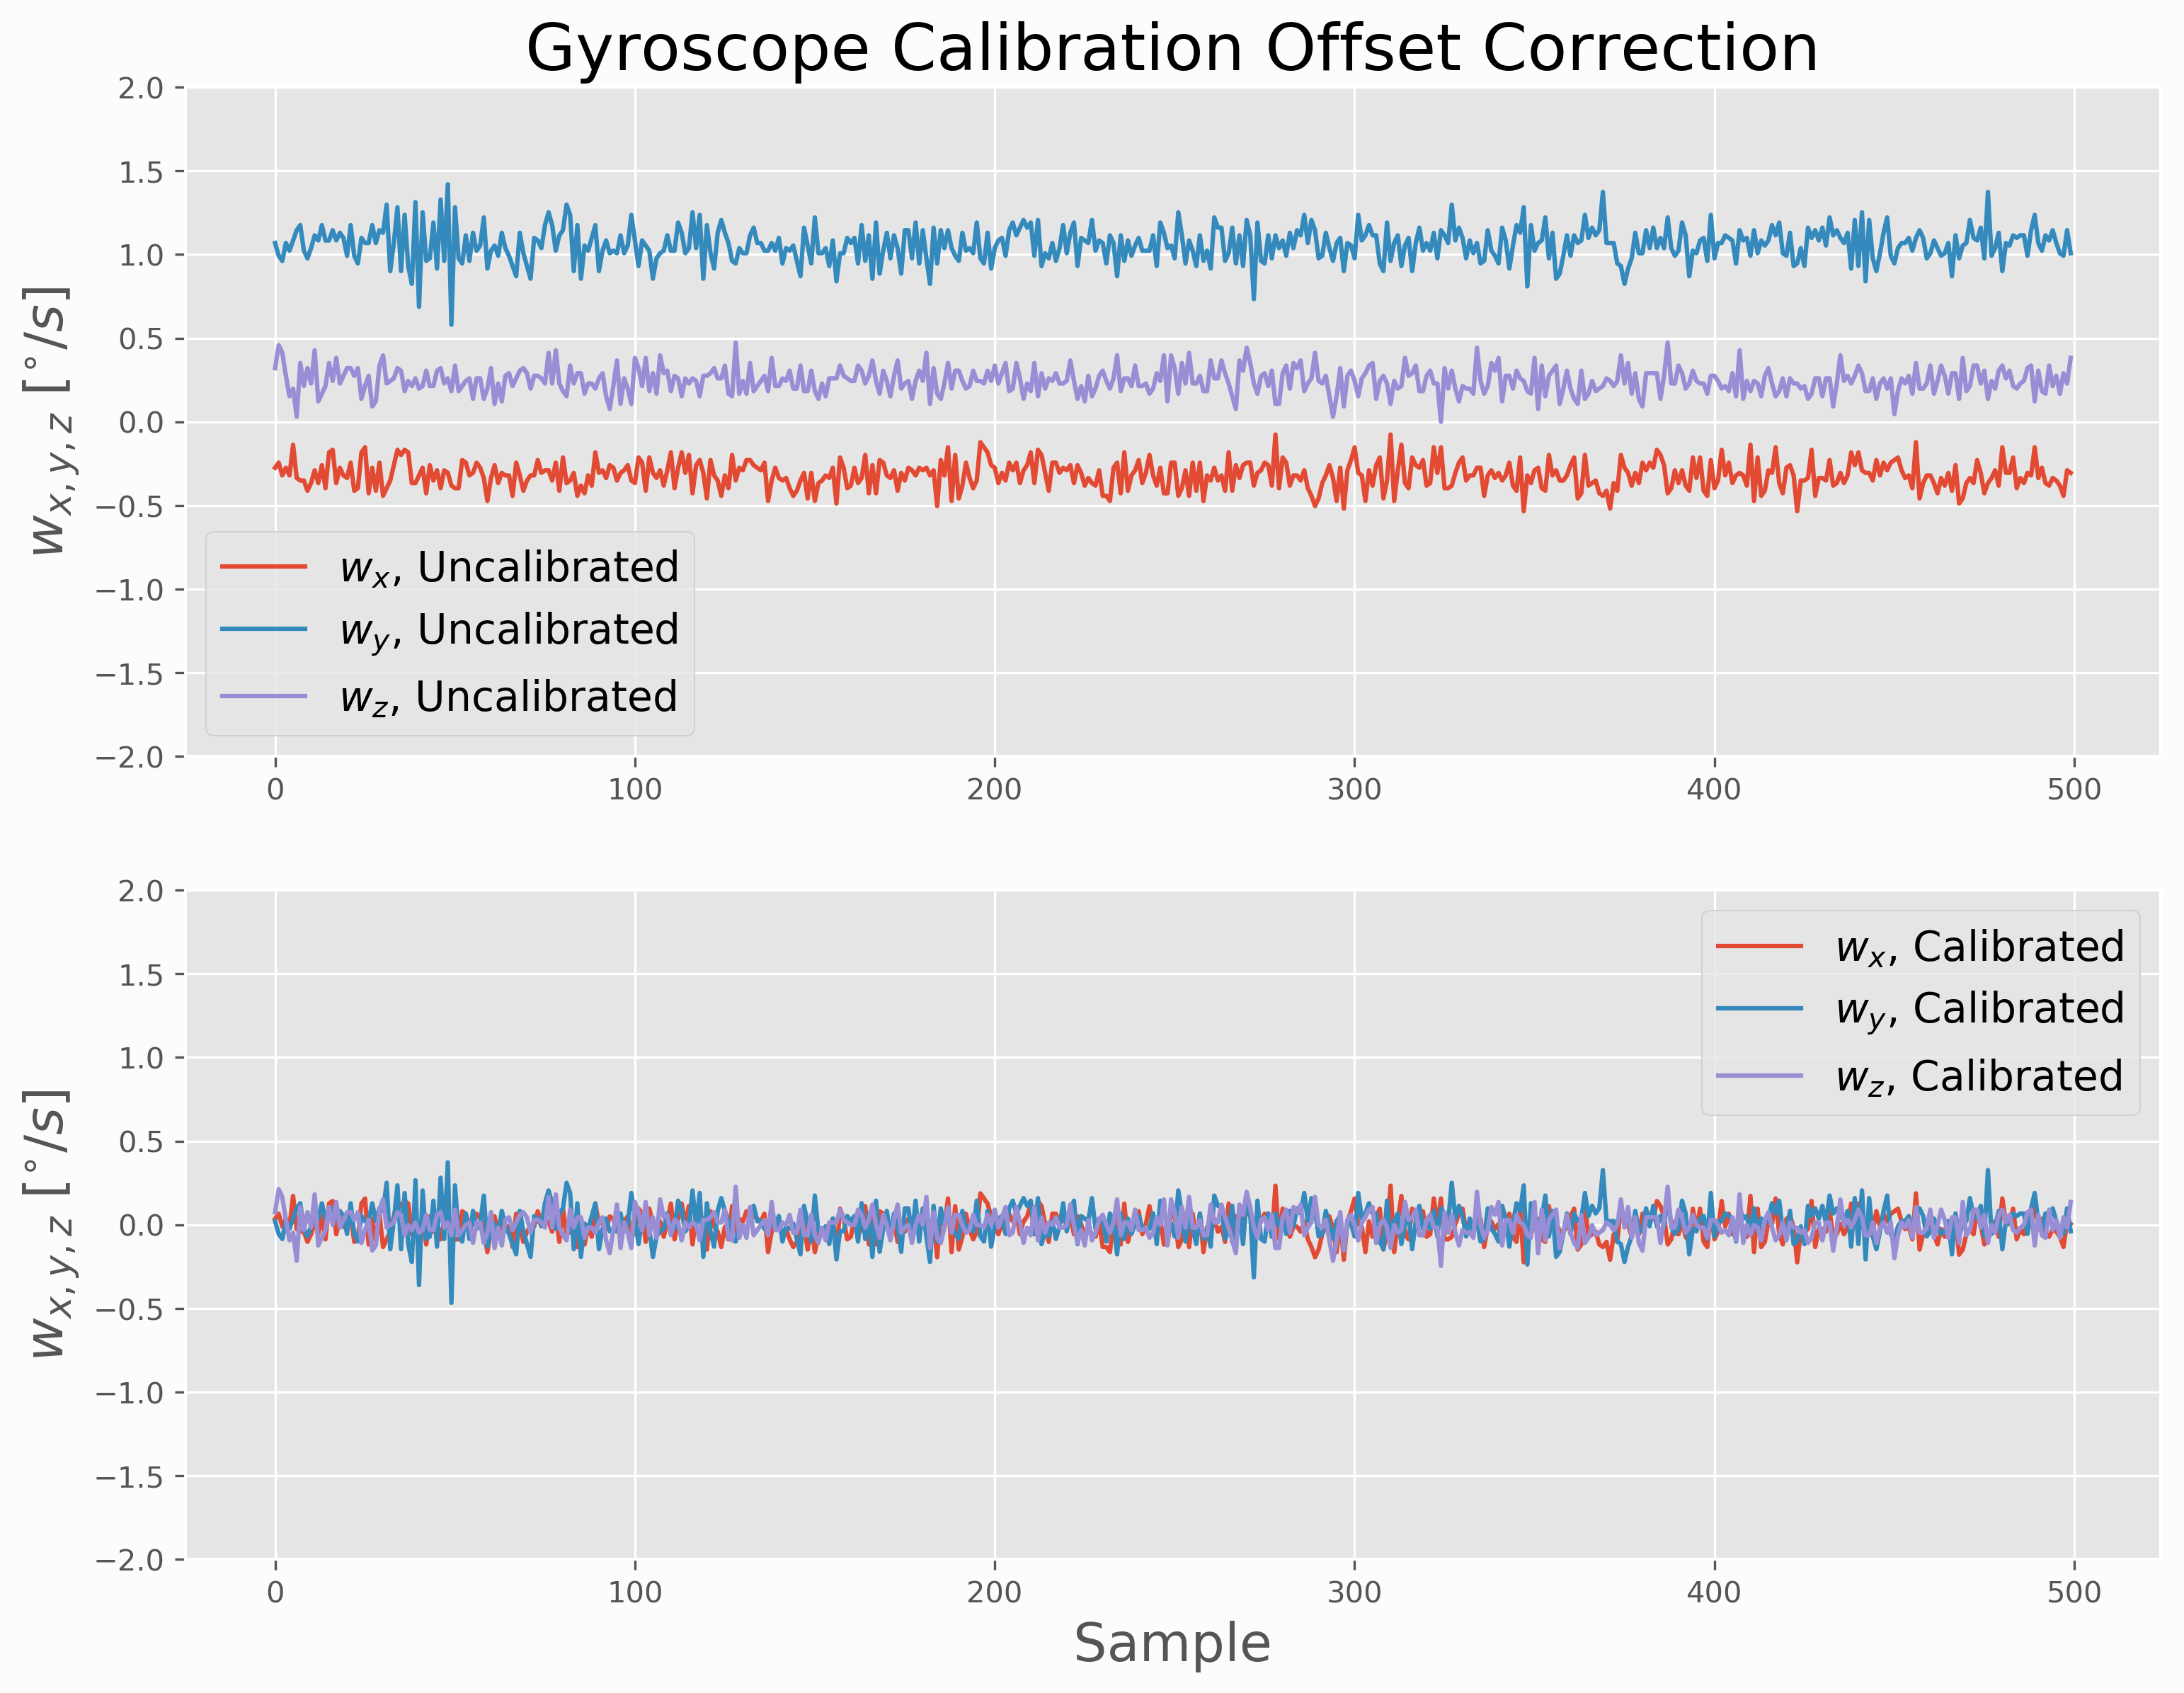 Gyroscope Calibration Offset Correction
2.0
1.5
1.0
0.5
0.0
−0.5
−1.0
−1.5
−2.0
w_{x,y,z} [°/s]
w_x, Uncalibrated
w_y, Uncalibrated
w_z, Uncalibrated
0 100 200 300 400 500
2.0
1.5
1.0
0.5
0.0
−0.5
−1.0
−1.5
−2.0
w_{x,y,z} [°/s]
w_x, Calibrated
w_y, Calibrated
w_z, Calibrated
0 100 200 300 400 500
Sample